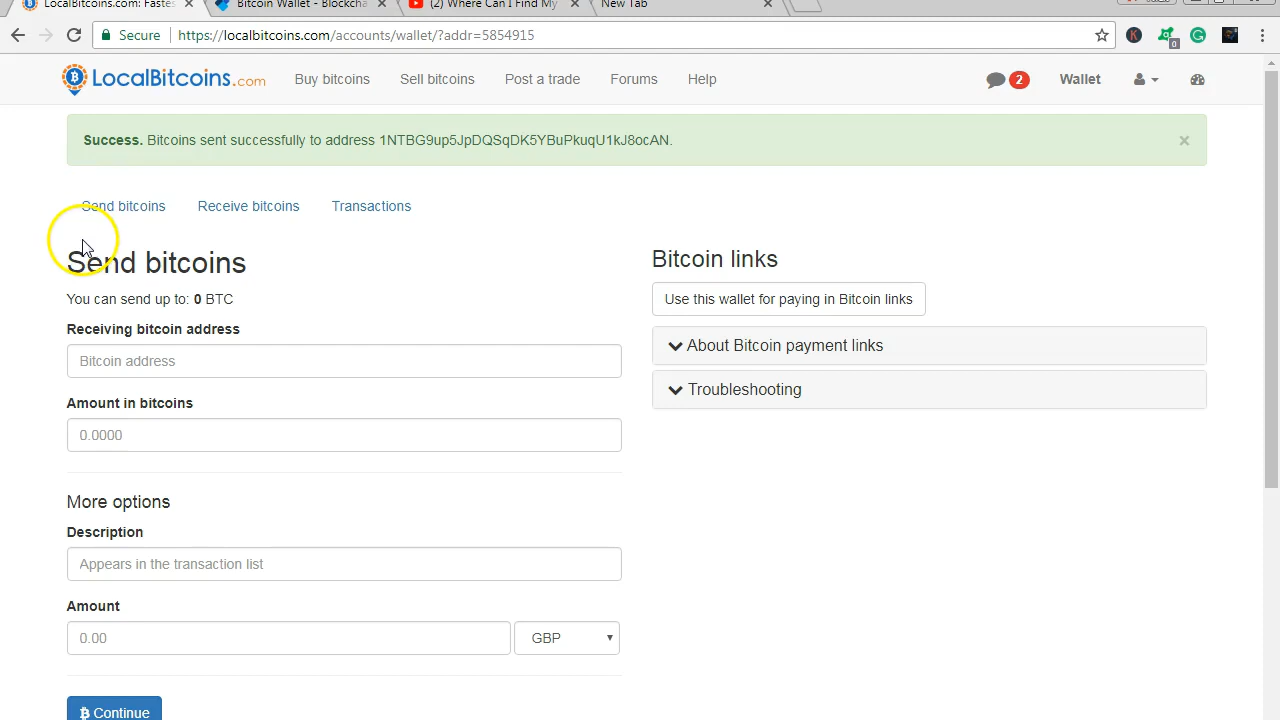 LocalBitcoins.com: Fastes
Bitcoin Wallet - Blockcha
(2) Where Can I Find My
New Tab
Secure | https://localbitcoins.com/accounts/wallet/?addr=5854915
K
0
G
LocalBitcoins.com
Buy bitcoins
Sell bitcoins
Post a trade
Forums
Help
2
Wallet
Success. Bitcoins sent successfully to address 1NTBG9up5JpDQSqDK5YBuPkuqU1kJ8ocAN.
×
Send bitcoins
Receive bitcoins
Transactions
Send bitcoins
You can send up to: 0 BTC
Receiving bitcoin address
Bitcoin address
Amount in bitcoins
0.0000
More options
Description
Appears in the transaction list
Amount
0.00
GBP
Continue
Bitcoin links
Use this wallet for paying in Bitcoin links
About Bitcoin payment links
Troubleshooting